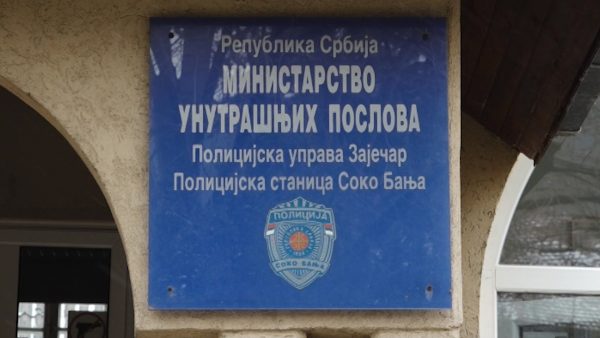 Република Србија
МИНИСТАРСТВО
УНУТРАШЊИХ ПОСЛОВА
Полицијска управа Зајечар
Полицијска станица Соко Бања
ПОЛИЦИЈА
СОКО БАЊА